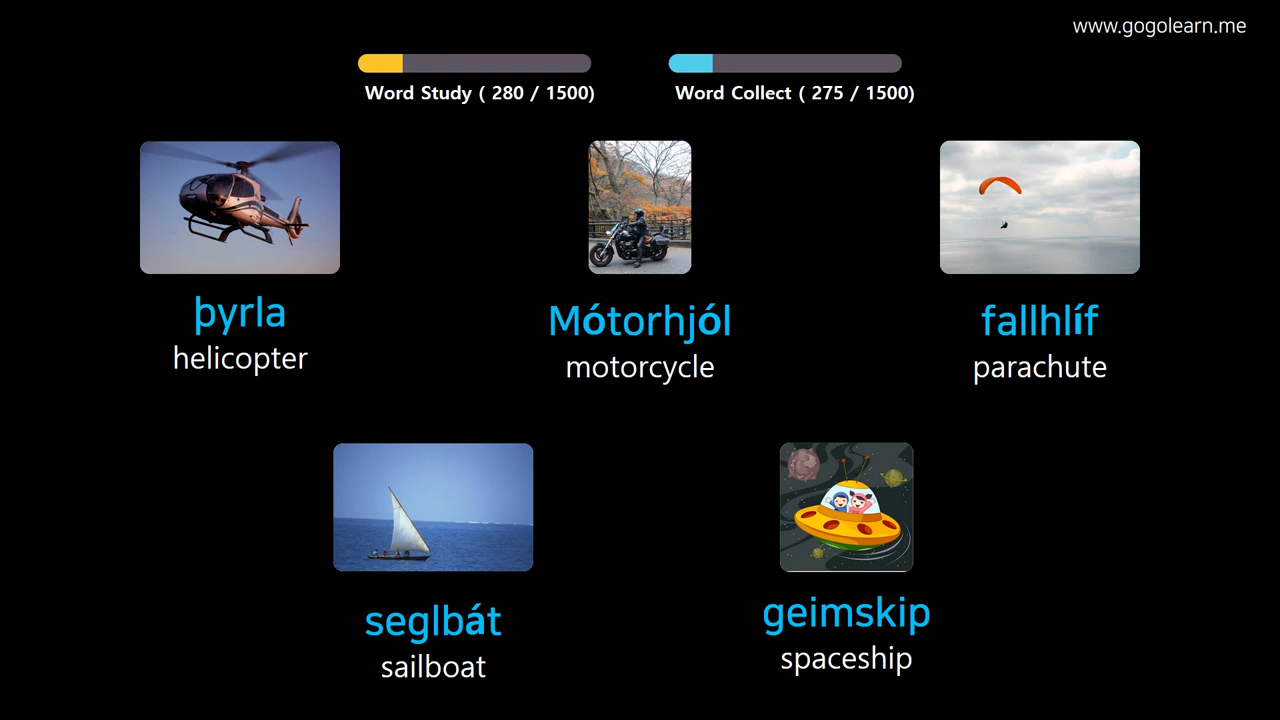 www.gogolearn.me
Word Study ( 280 / 1500)
Word Collect ( 275 / 1500)
þyrla
helicopter
Mótorhjól
motorcycle
fallhlíf
parachute
seglbát
sailboat
geimskip
spaceship